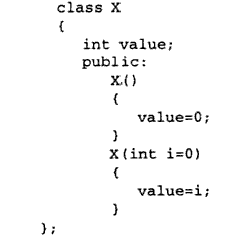 class X
{
int value;
public:
X()
{
value=0;
}
X(int i=0)
{
value=i;
}
};